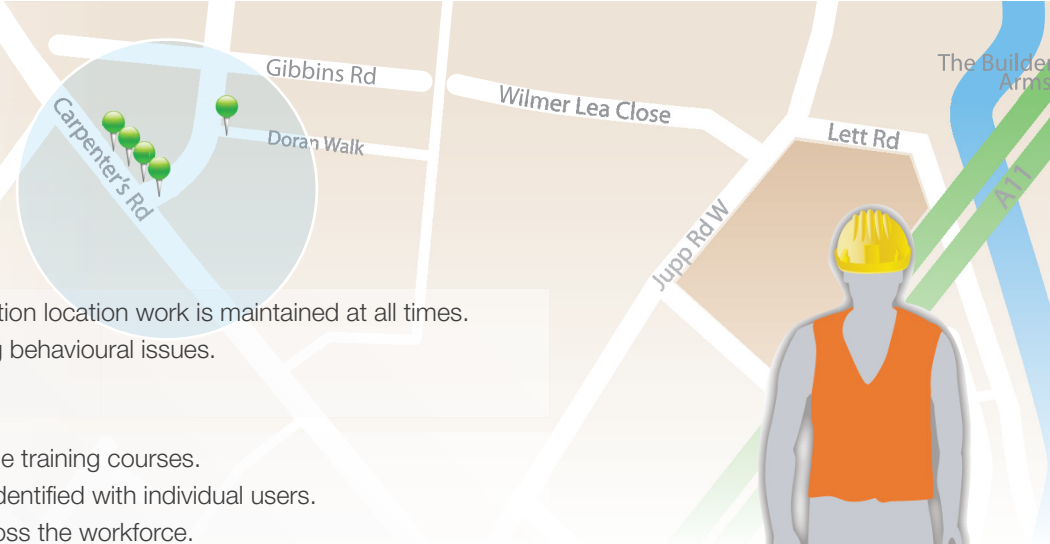 Gibbins Rd
Wilmer Lea Close
The Builder
Arms
Carpenter's Rd
Doran Walk
Lett Rd
A11
Jupp Rd W
tion location work is maintained at all times.
g behavioural issues.
e training courses.
dentified with individual users.
oss the workforce.